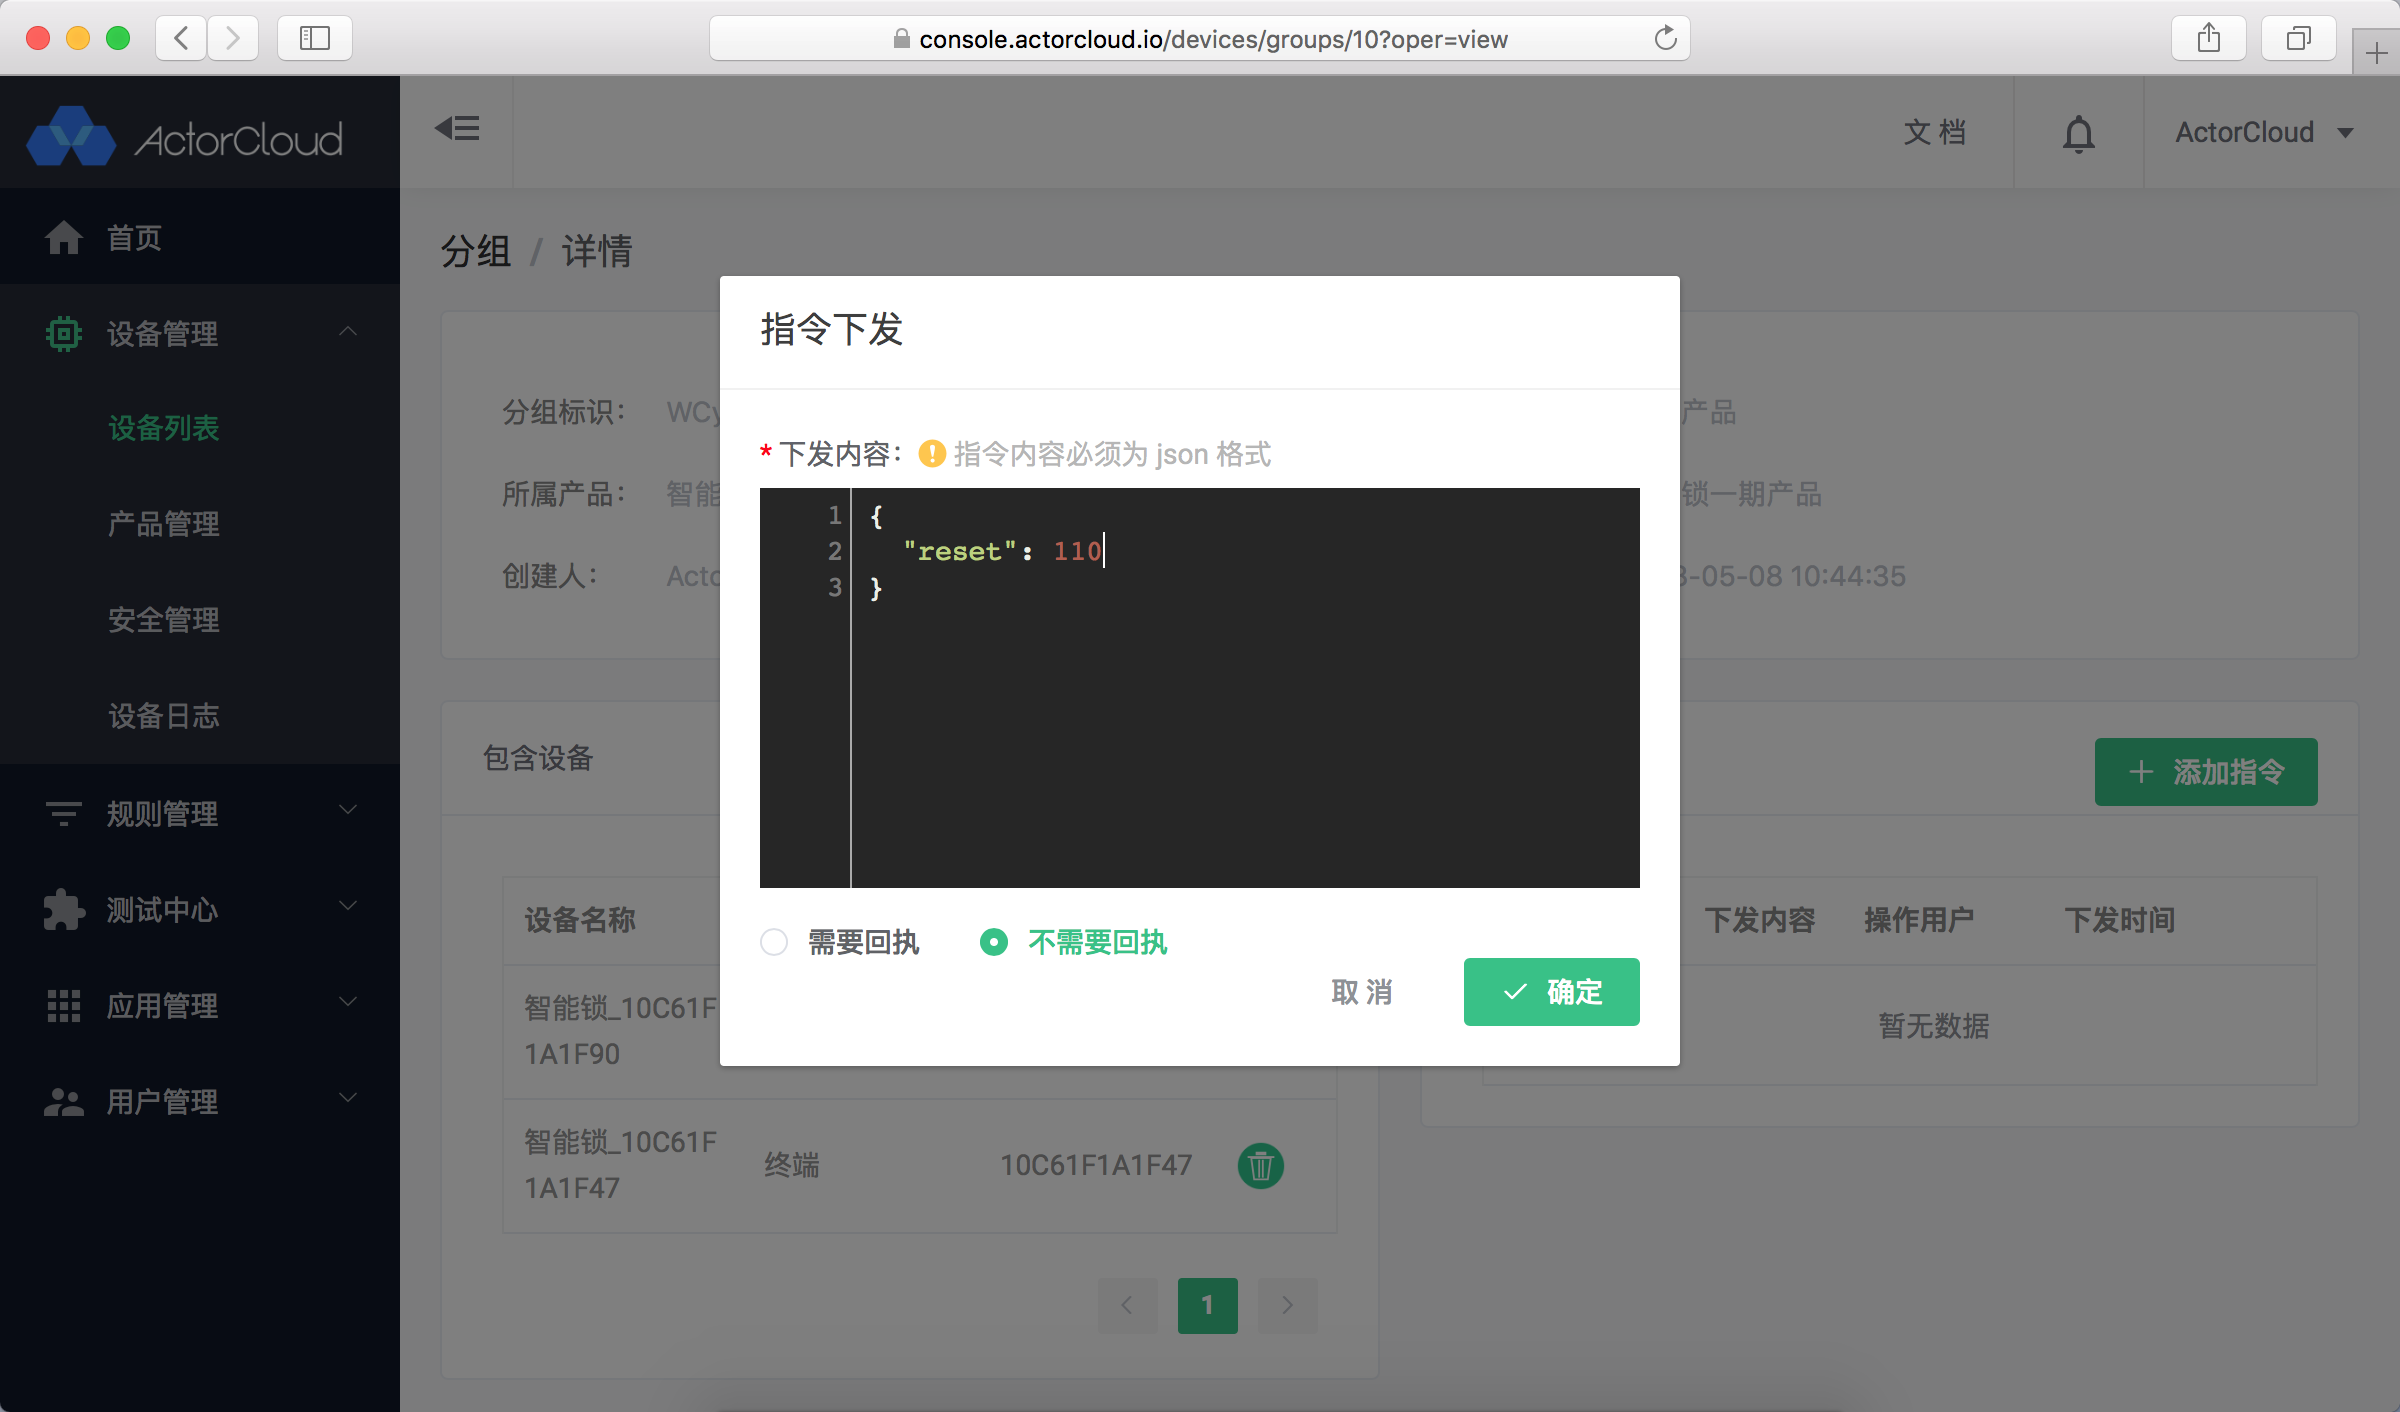 console.actorcloud.io/devices/groups/10?oper=view
ActorCloud
文 档
ActorCloud
首页
设备管理
设备列表
产品管理
安全管理
设备日志
规则管理
测试中心
应用管理
用户管理
分组 / 详情
分组标识：
产品
所属产品： 智能
锁一期产品
创建人：
-05-08 10:44:35
包含设备
添加指令
设备名称
下发内容 操作用户 下发时间
智能锁_10C61F
1A1F90
暂无数据
智能锁_10C61F
1A1F47
终端
10C61F1A1F47
1
指令下发
* 下发内容： 指令内容必须为 json 格式
1 {
2 "reset": 110
3 }
需要回执 不需要回执
取 消 确定